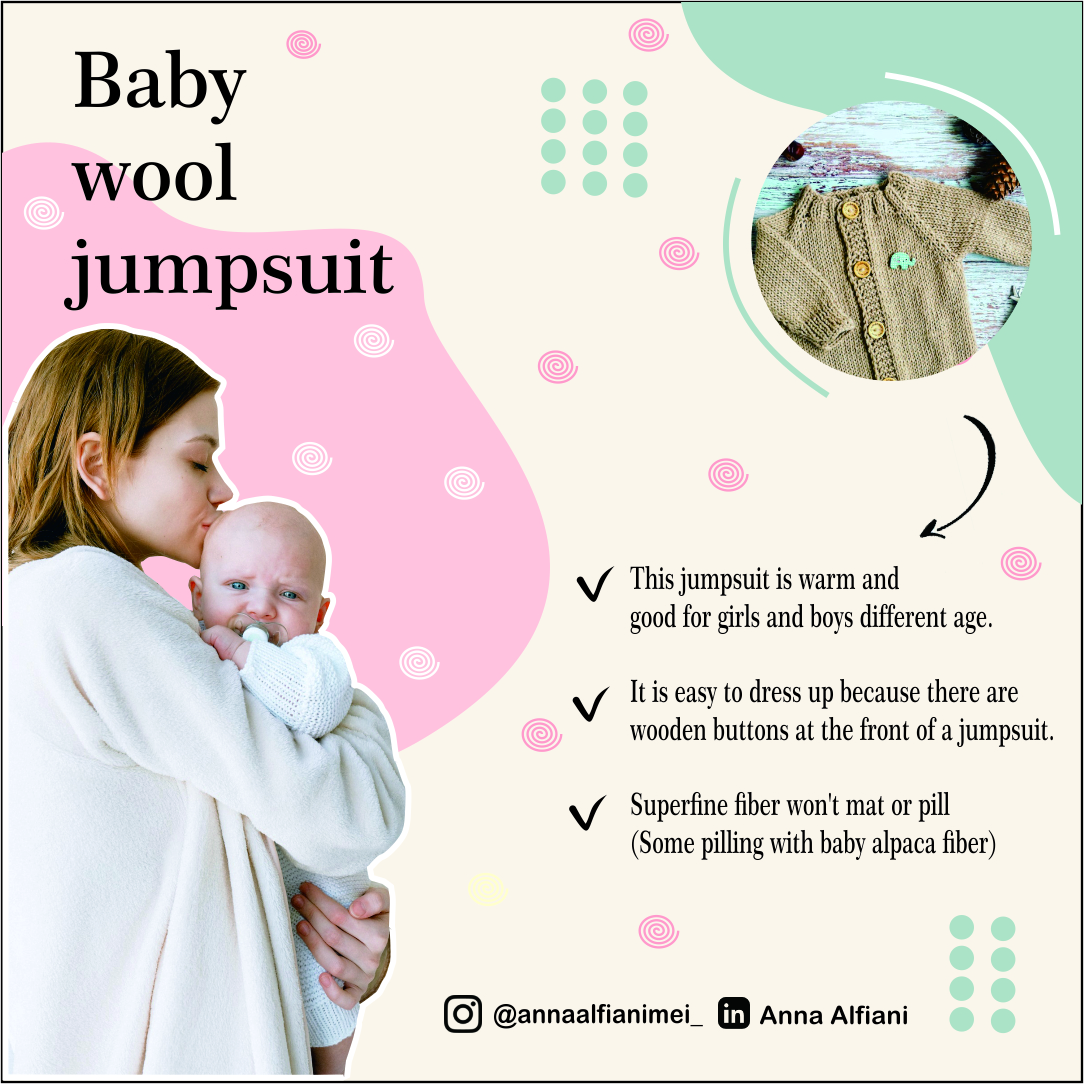 Baby
wool
jumpsuit
This jumpsuit is warm and
good for girls and boys different age.
It is easy to dress up because there are
wooden buttons at the front of a jumpsuit.
Superfine fiber won't mat or pill
(Some pilling with baby alpaca fiber)
@annaalfianimei_ in Anna Alfiani